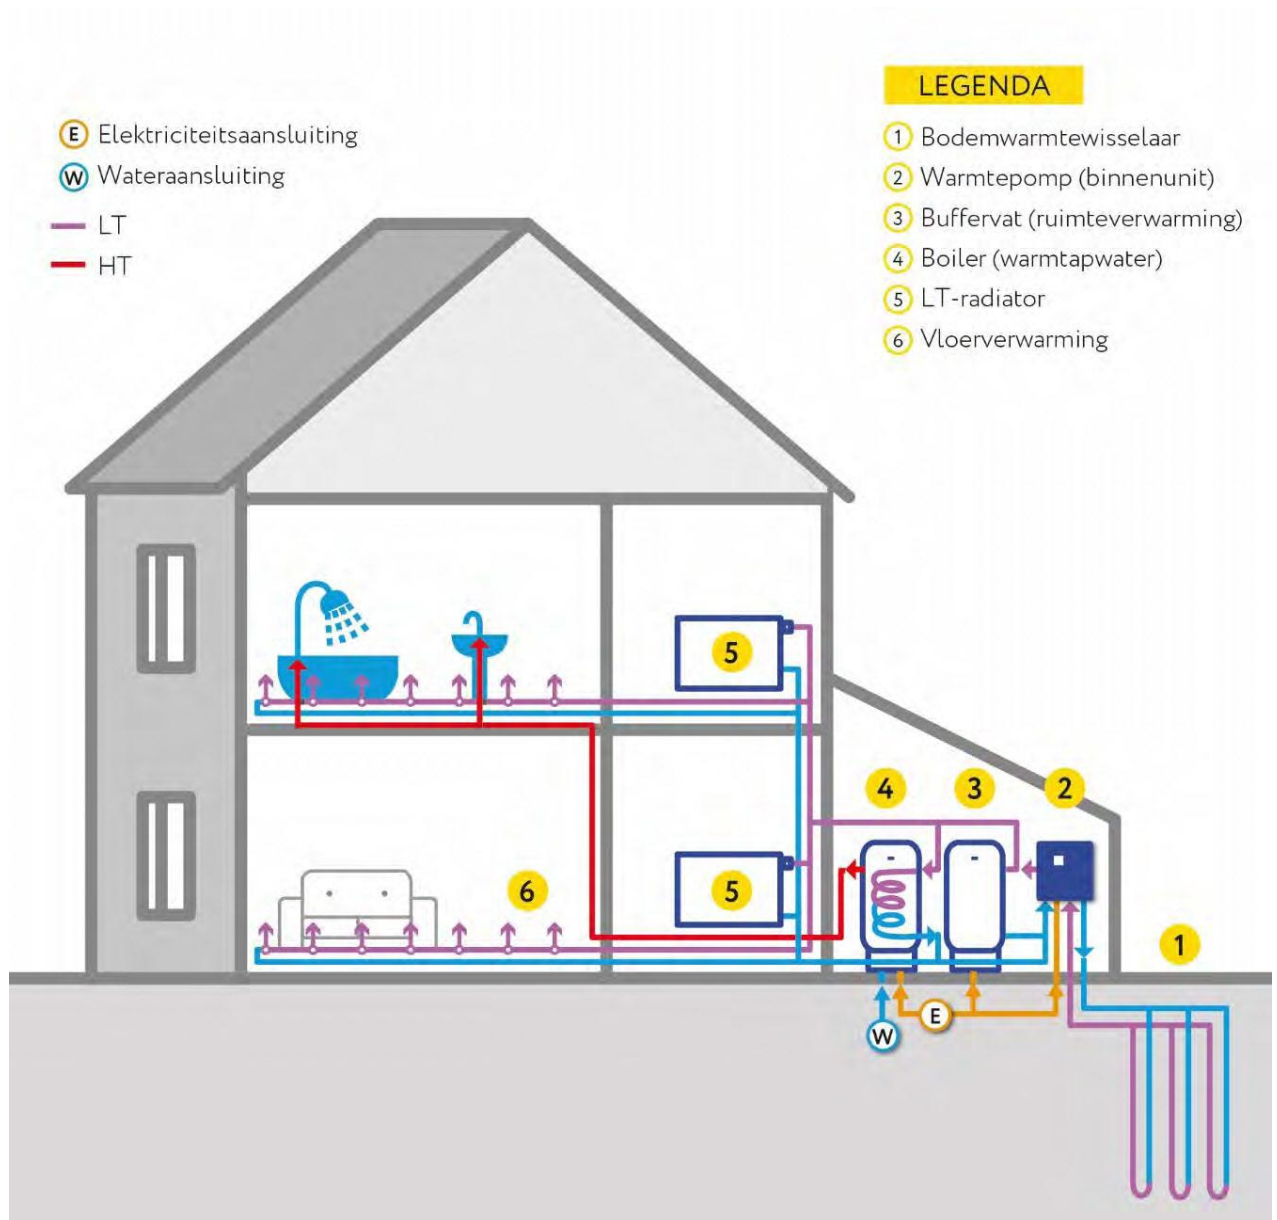 LEGENDA
E Elektriciteitsaansluiting
W Wateraansluiting
LT
HT
1 Bodemwarmtewisselaar
2 Warmtepomp (binnenunit)
3 Buffervat (ruimteverwarming)
4 Boiler (warmtapwater)
5 LT-radiator
6 Vloerverwarming
5
4
3
2
6
5
1
E
W